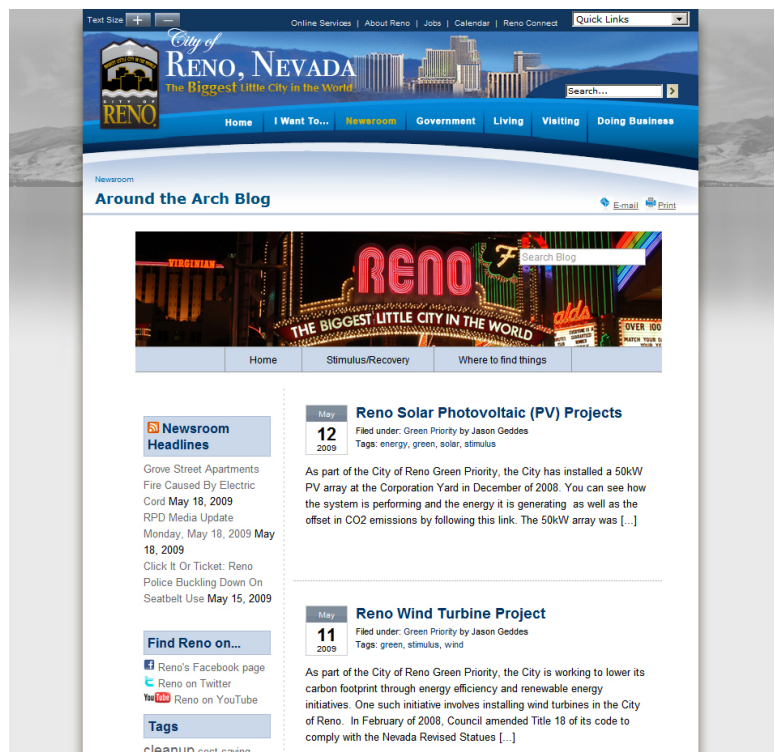 Text Size + —
Online Services | About Reno | Jobs | Calendar | Reno Connect
Quick Links
City of
RENO, NEVADA
The Biggest Little City in the World
CITY OF
RENO
Search...
Home
I Want To...
Newsroom
Government
Living
Visiting
Doing Business
Newsroom
Around the Arch Blog
E-mail
Print
VIRGINIAN
RENO
THE BIGGEST LITTLE CITY IN THE WORLD
Search Blog
OVER 100
Home
Stimulus/Recovery
Where to find things
Newsroom
Headlines
Grove Street Apartments
Fire Caused By Electric
Cord May 18, 2009
RPD Media Update
Monday, May 18, 2009 May
18, 2009
Click It Or Ticket: Reno
Police Buckling Down On
Seatbelt Use May 15, 2009
Find Reno on...
Reno's Facebook page
Reno on Twitter
YouTube Reno on YouTube
Tags
cleanup cost saving
May
12
2009
Reno Solar Photovoltaic (PV) Projects
Filed under: Green Priority by Jason Geddes
Tags: energy, green, solar, stimulus
As part of the City of Reno Green Priority, the City has installed a 50kW
PV array at the Corporation Yard in December of 2008. You can see how
the system is performing and the energy it is generating as well as the
offset in CO2 emissions by following this link. The 50kW array was [...]
May
11
2009
Reno Wind Turbine Project
Filed under: Green Priority by Jason Geddes
Tags: green, stimulus, wind
As part of the City of Reno Green Priority, the City is working to lower its
carbon footprint through energy efficiency and renewable energy
initiatives. One such initiative involves installing wind turbines in the City
of Reno. In February of 2008, Council amended Title 18 of its code to
comply with the Nevada Revised Statues [...]